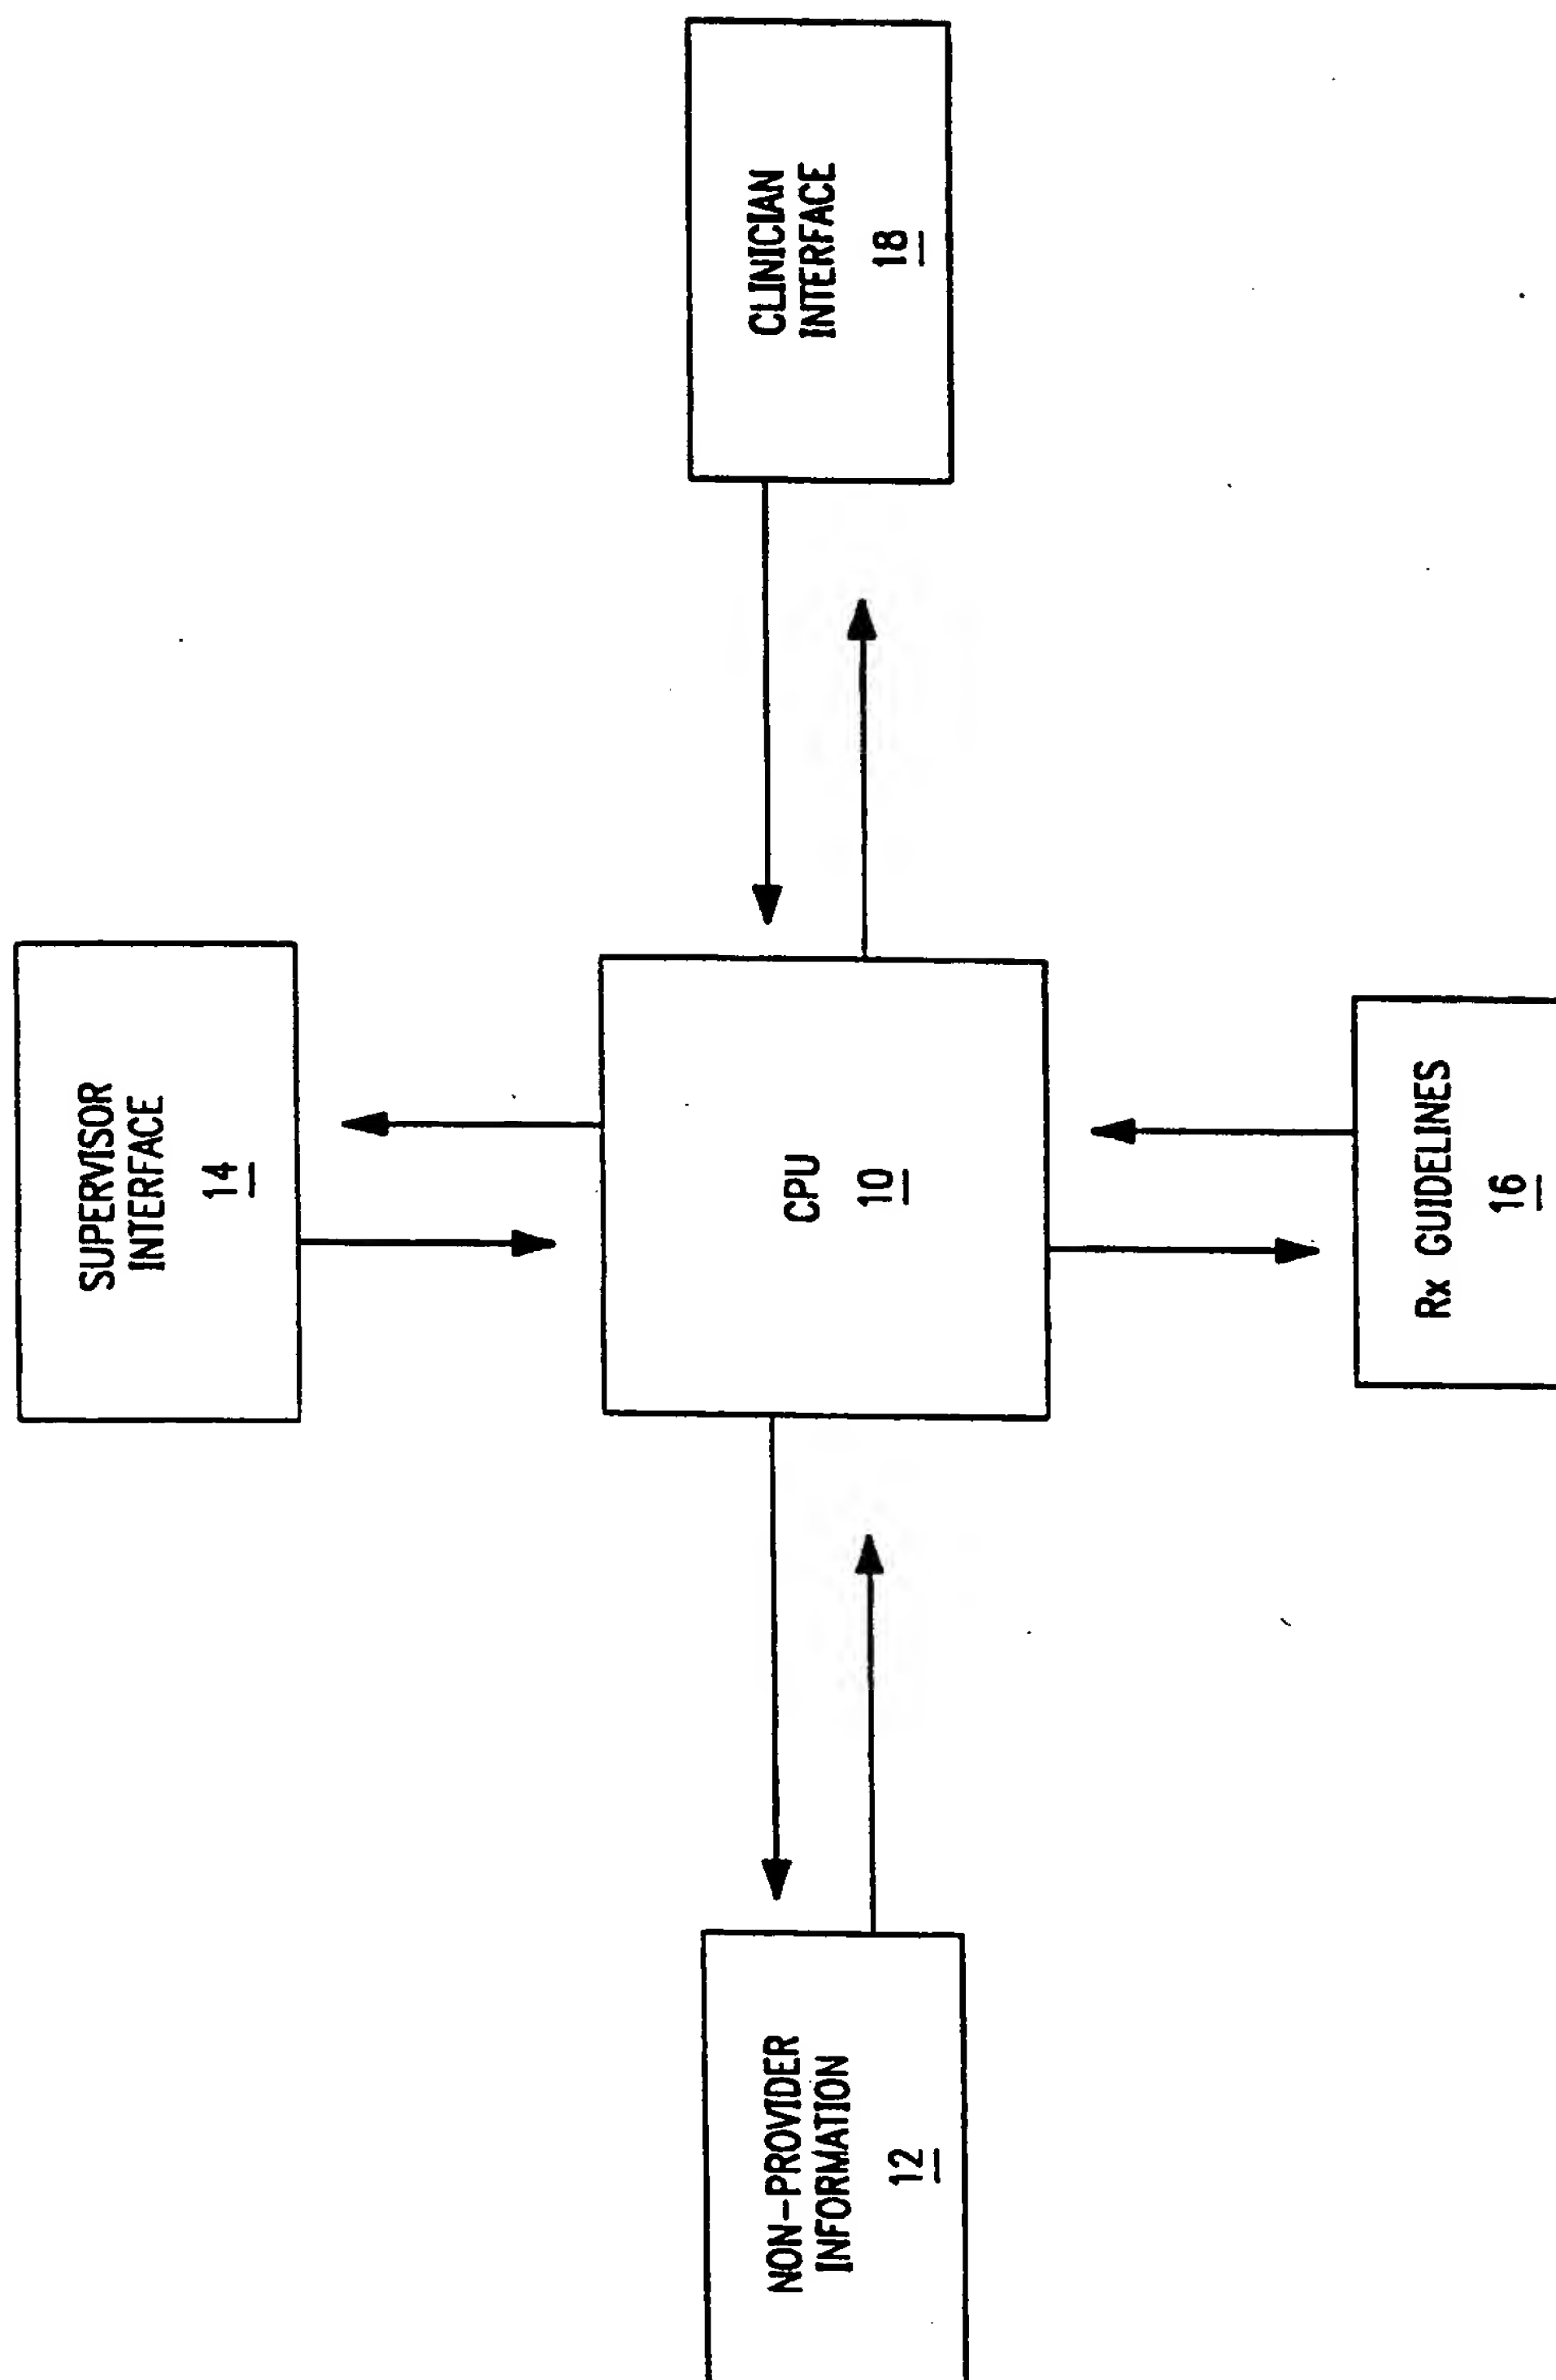 SUPERVISOR
INTERFACE
14
NON-PROVIDER
INFORMATION
12
CPU
10
CLINICIAN
INTERFACE
18
Rx GUIDELINES
16